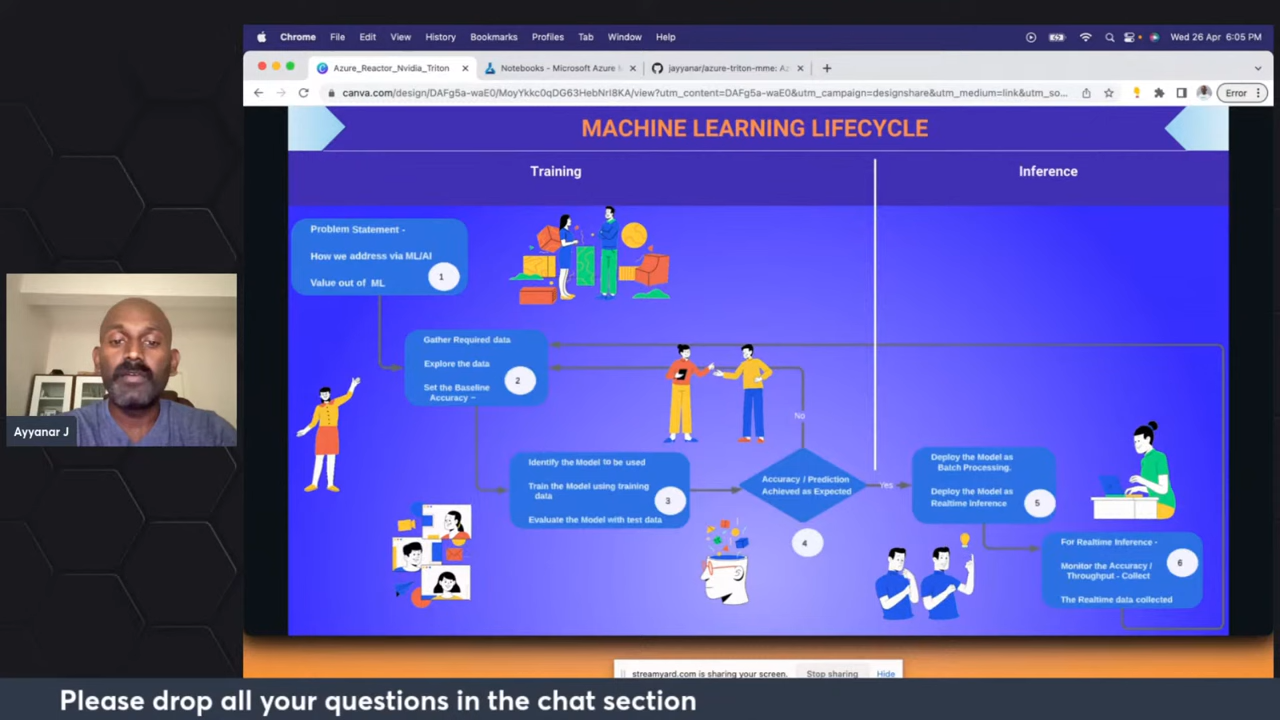 Chrome File Edit View History Bookmarks Profiles Tab Window Help
Wed 26 Apr 6:05 PM
Azure_Reactor_Nvidia_Triton
Notebooks - Microsoft Azure
jayyanar/azure-triton-mme: A
canva.com/design/DAFg5a-waE0/MoyYkkc0qDG63HebNrI8KA/view?utm_content=DAFg5a-waE0&utm_campaign=designshare&utm_medium=link&utm_so...
Error
MACHINE LEARNING LIFECYCLE
Training
Inference
Problem Statement -
How we address via ML/AI
Value out of ML
1
Gather Required data
Explore the data
Set the Baseline
Accuracy ~
2
No
Identify the Model to be used
Train the Model using training
data
Evaluate the Model with test data
3
Accuracy / Prediction
Achieved as Expected
4
Yes
Deploy the Model as
Batch Processing.
Deploy the Model as
Realtime Inference
5
For Realtime Inference -
Monitor the Accuracy /
Throughput - Collect
The Realtime data collected
6
Ayyanar J
streamyard.com is sharing your screen.
Stop sharing
Hide
Please drop all your questions in the chat section